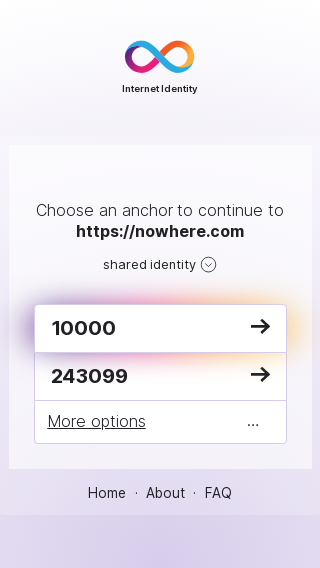 Internet Identity
Choose an anchor to continue to
https://nowhere.com
shared identity
10000
243099
More options ...
Home · About · FAQ